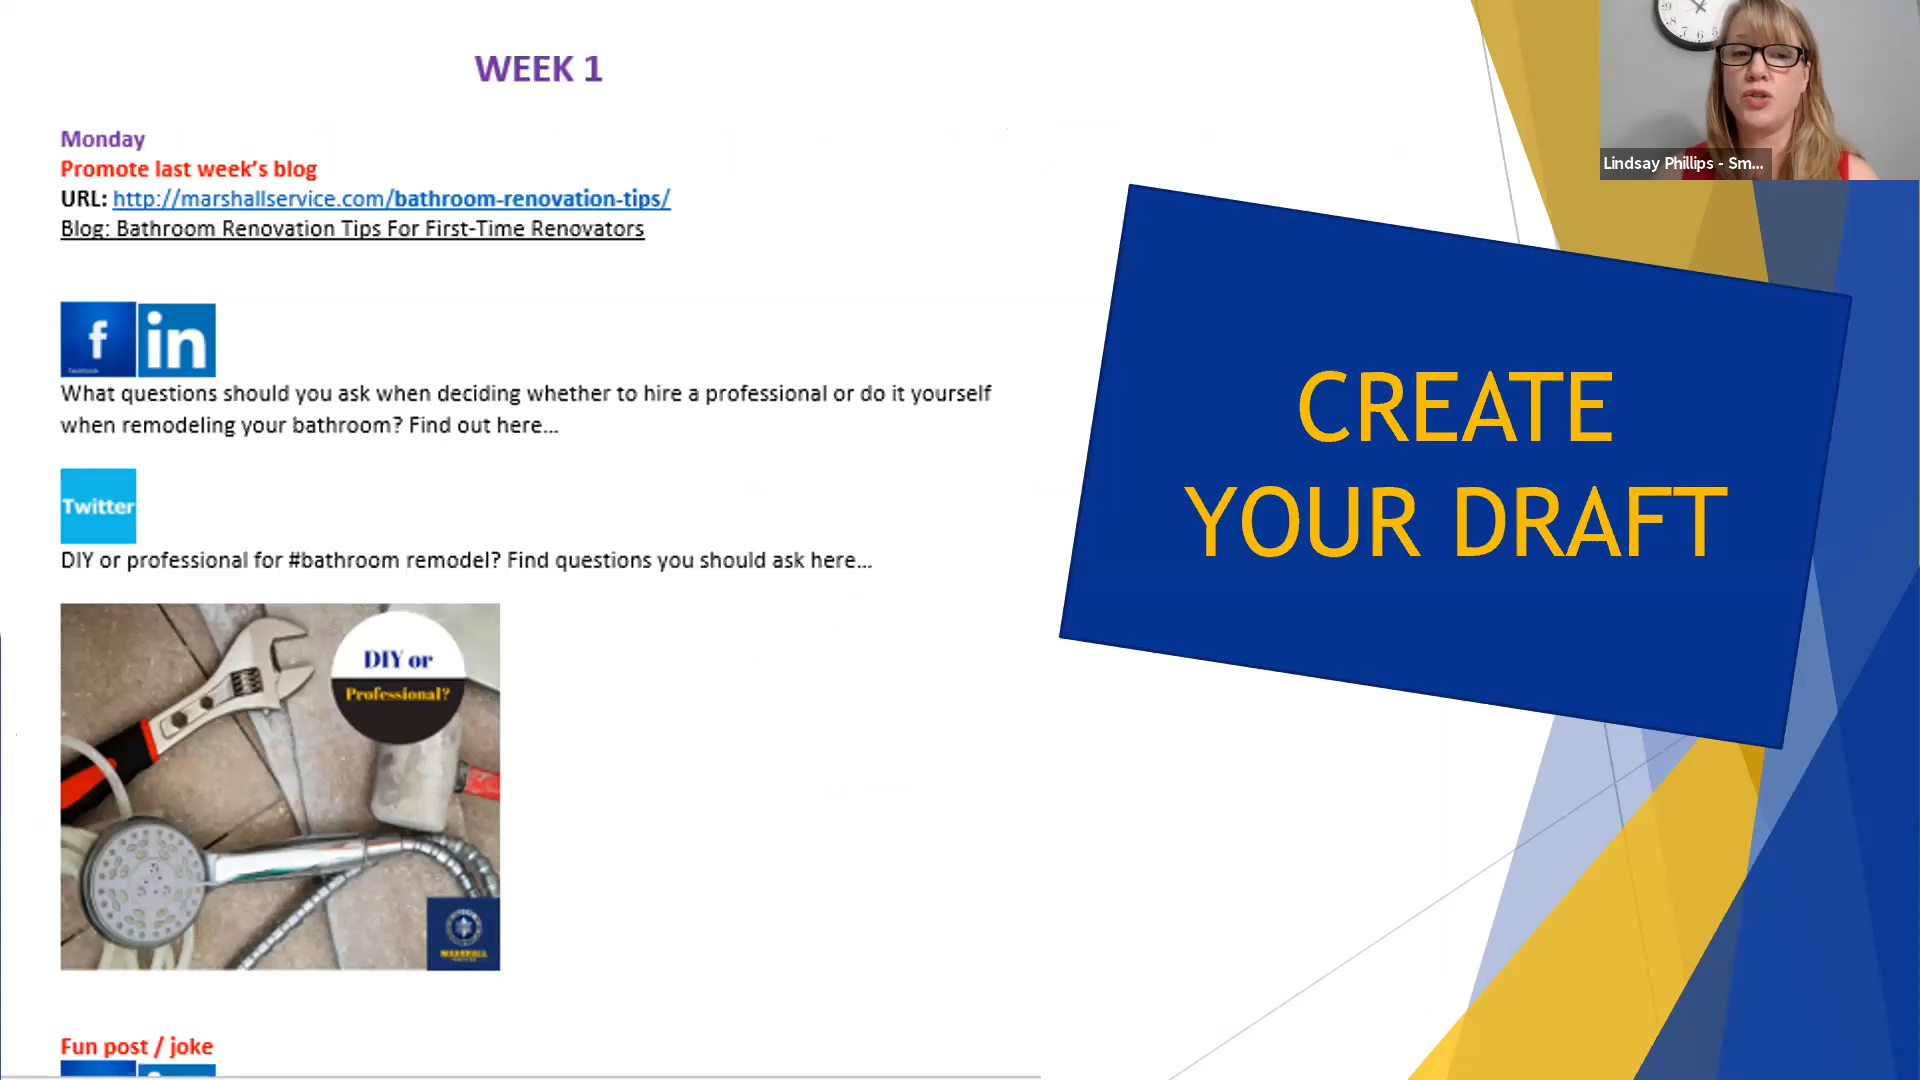 WEEK 1
Monday
Promote last week's blog
URL: http://marshallservice.com/bathroom-renovation-tips/
Blog: Bathroom Renovation Tips For First-Time Renovators
f in
What questions should you ask when deciding whether to hire a professional or do it yourself
when remodeling your bathroom? Find out here...
Twitter
DIY or professional for #bathroom remodel? Find questions you should ask here...
DIY or
Professional?
MARSHALL
Fun post / joke
CREATE
YOUR DRAFT
Lindsay Phillips - Sm...